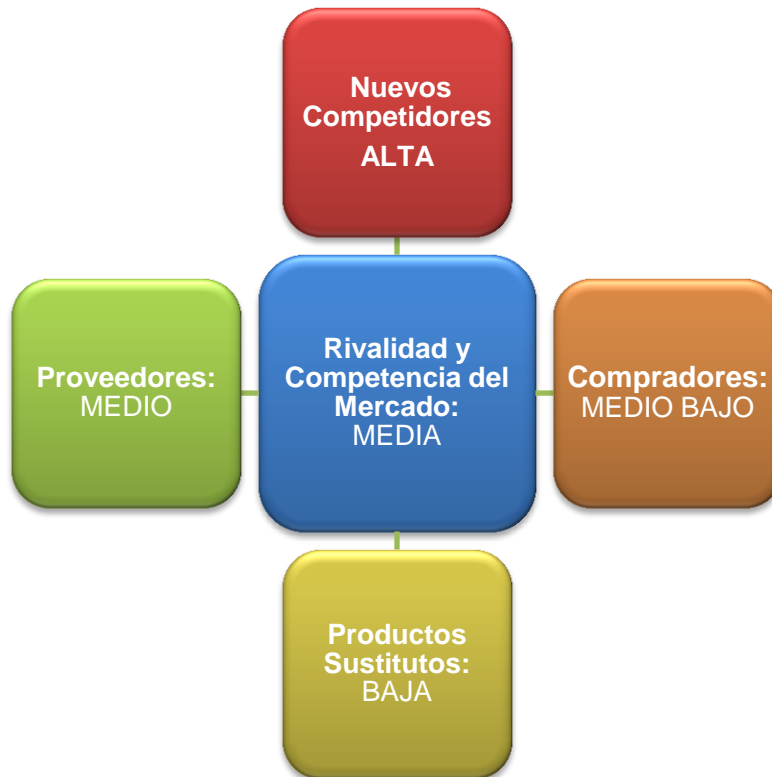 Nuevos
Competidores
ALTA
Proveedores:
MEDIO
Rivalidad y
Competencia del
Mercado:
MEDIA
Compradores:
MEDIO BAJO
Productos
Sustitutos:
BAJA